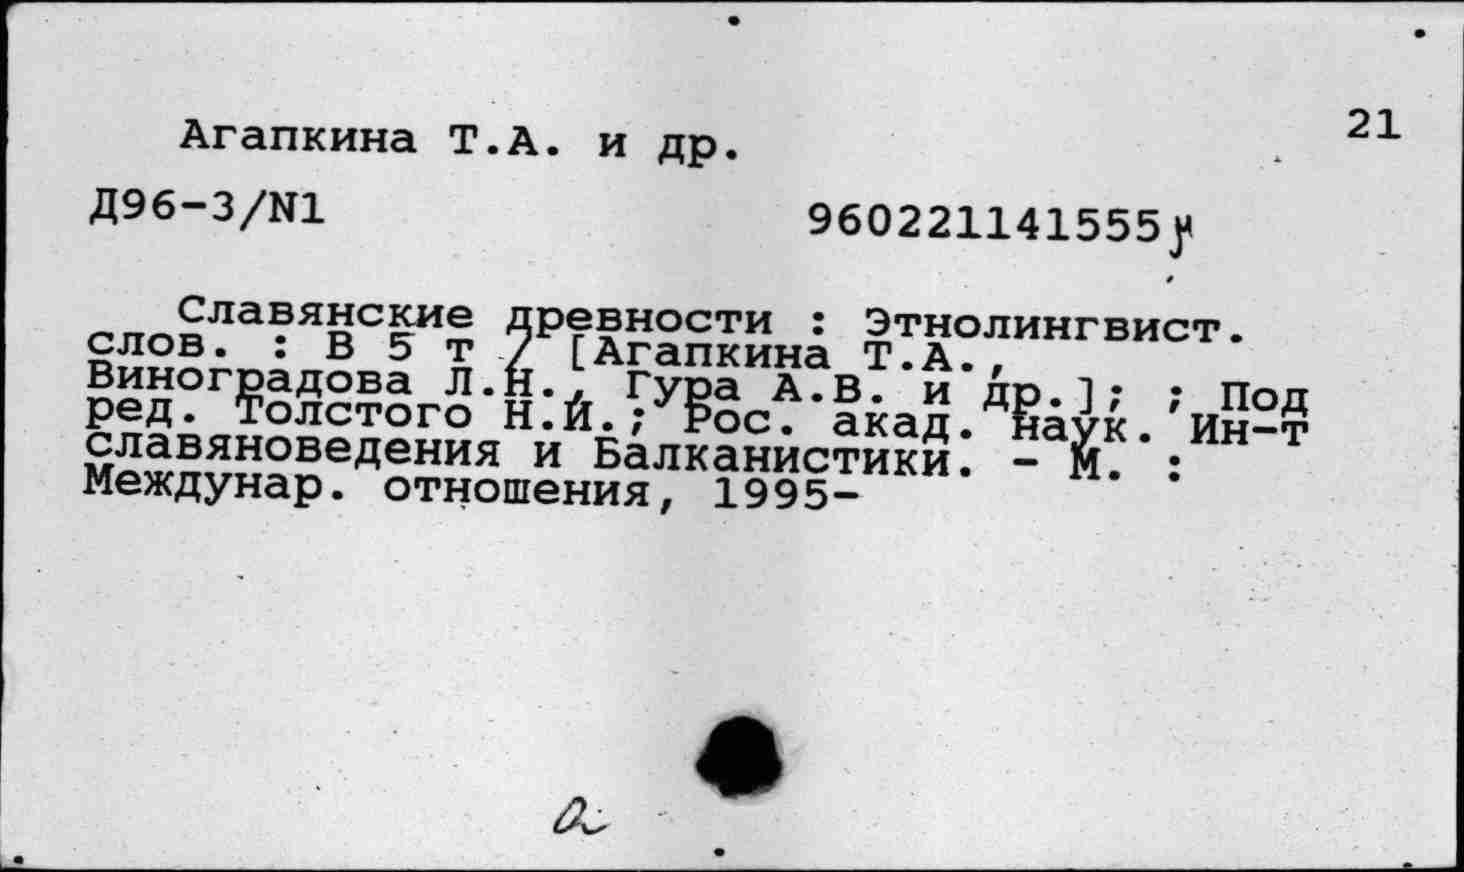 Агапкина Т.А. и др.
21
Д96-3/N1
960221141555
Славянские древности : Этнолингвист.
слов. : В 5 т / [Агапкина Т.А.,
Виноградова Л.Н., Гура А.В. и др.]; ; Под
ред. Толстого Н.И.; Рос. акад. наук. Ин-т
славяноведения и Балканистики. - М. :
Междунар. отношения, 1995-